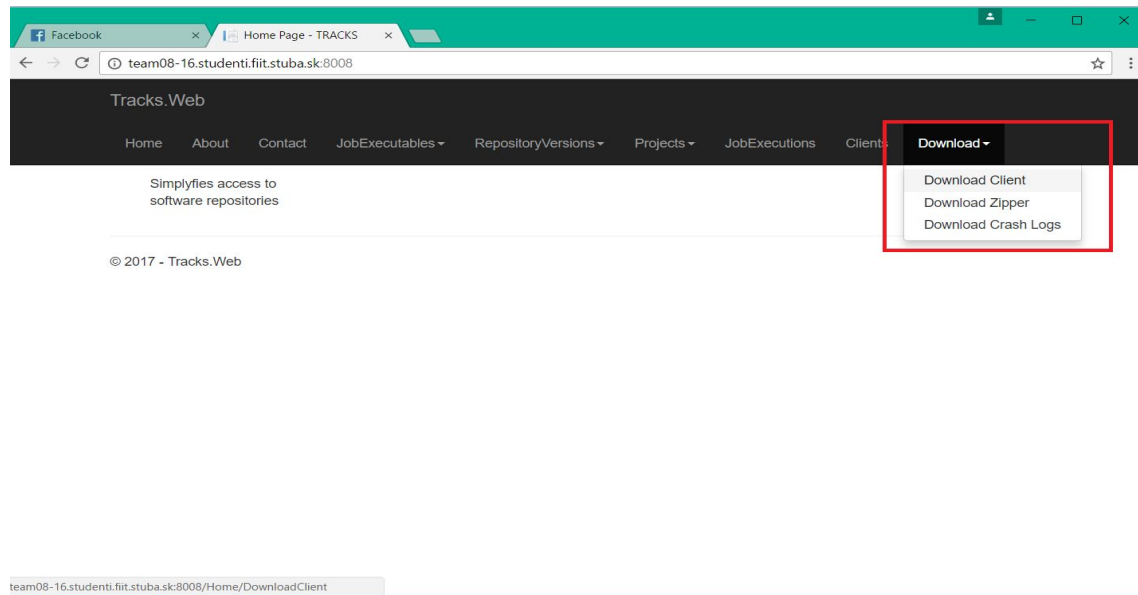 Facebook
Home Page - TRACKS
team08-16.studenti.fiit.stuba.sk:8008
Tracks.Web
Home About Contact JobExecutables RepositoryVersions Projects JobExecutions Clients Download
Download Client
Download Zipper
Download Crash Logs
Simplyfies access to
software repositories
© 2017 - Tracks.Web
team08-16.studenti.fiit.stuba.sk:8008/Home/DownloadClient